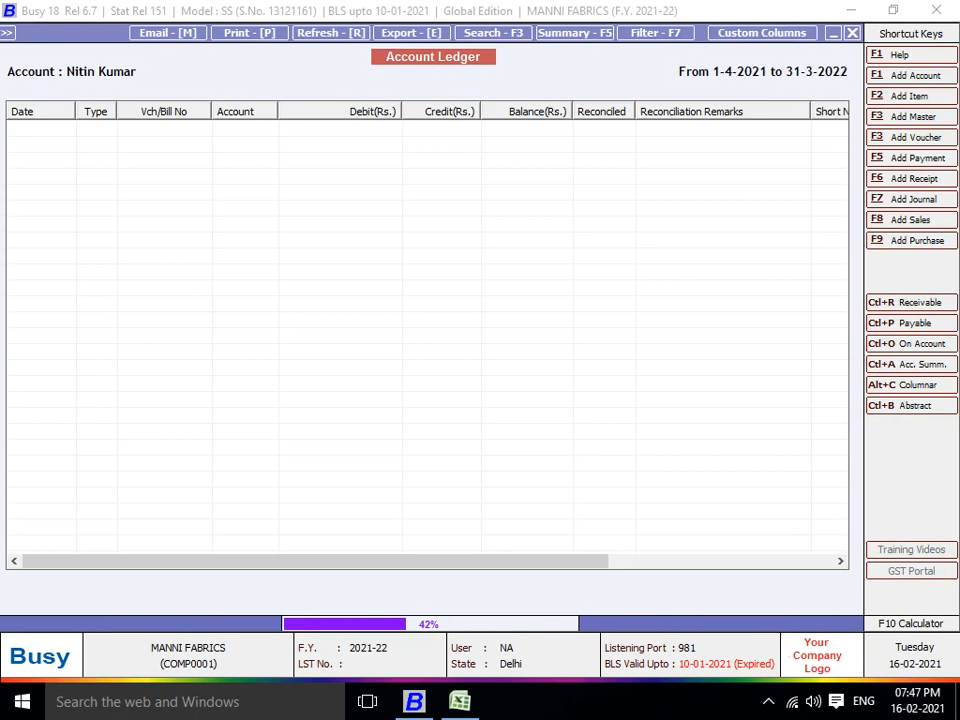 B Busy 18 Rel 6.7 | Stat Rel 151 | Model : SS (S.No. 13121161) | BLS upto 10-01-2021 | Global Edition | MANNI FABRICS (F.Y. 2021-22)
>> Email - [M] Print - [P] Refresh - [R] Export - [E] Search - F3 Summary - F5 Filter - F7 Custom Columns
Shortcut Keys
Account Ledger
Account : Nitin Kumar
From 1-4-2021 to 31-3-2022
Date Type Vch/Bill No Account Debit(Rs.) Credit(Rs.) Balance(Rs.) Reconciled Reconciliation Remarks Short N
F1 Help
F1 Add Account
F2 Add Item
F3 Add Master
F3 Add Voucher
F5 Add Payment
F6 Add Receipt
F7 Add Journal
F8 Add Sales
F9 Add Purchase
Ctl+R Receivable
Ctl+P Payable
Ctl+O On Account
Ctl+A Acc. Summ.
Alt+C Columnar
Ctl+B Abstract
Training Videos
GST Portal
42%
F10 Calculator
Busy
MANNI FABRICS
(COMP0001)
F.Y. : 2021-22
LST No. :
User : NA
State : Delhi
Listening Port : 981
BLS Valid Upto : 10-01-2021 (Expired)
Your
Company
Logo
Tuesday
16-02-2021
Search the web and Windows
B
ENG
07:47 PM
16-02-2021